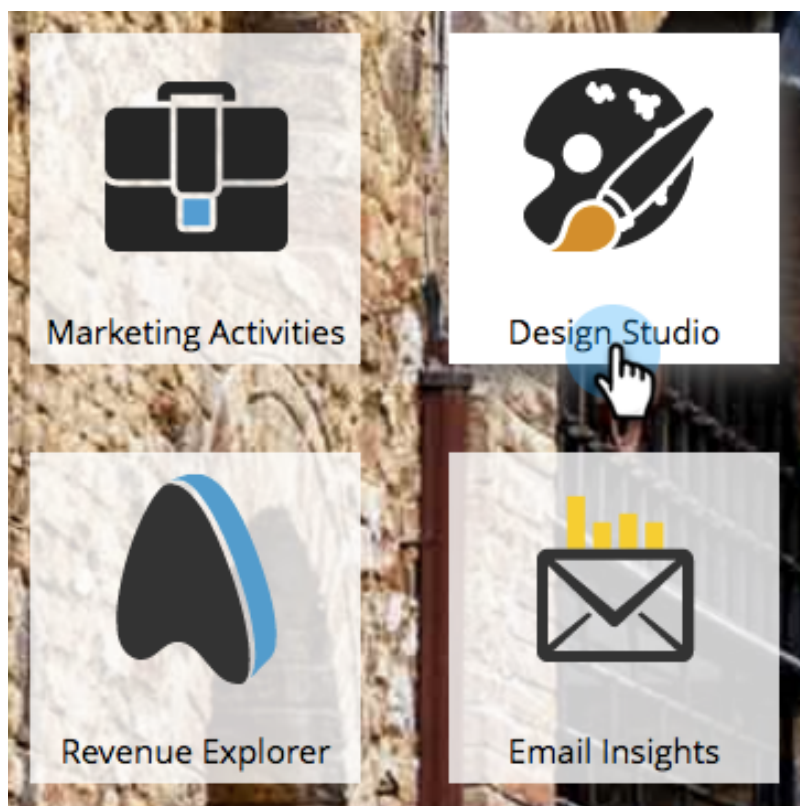 Marketing Activities
Design Studio
Revenue Explorer
Email Insights